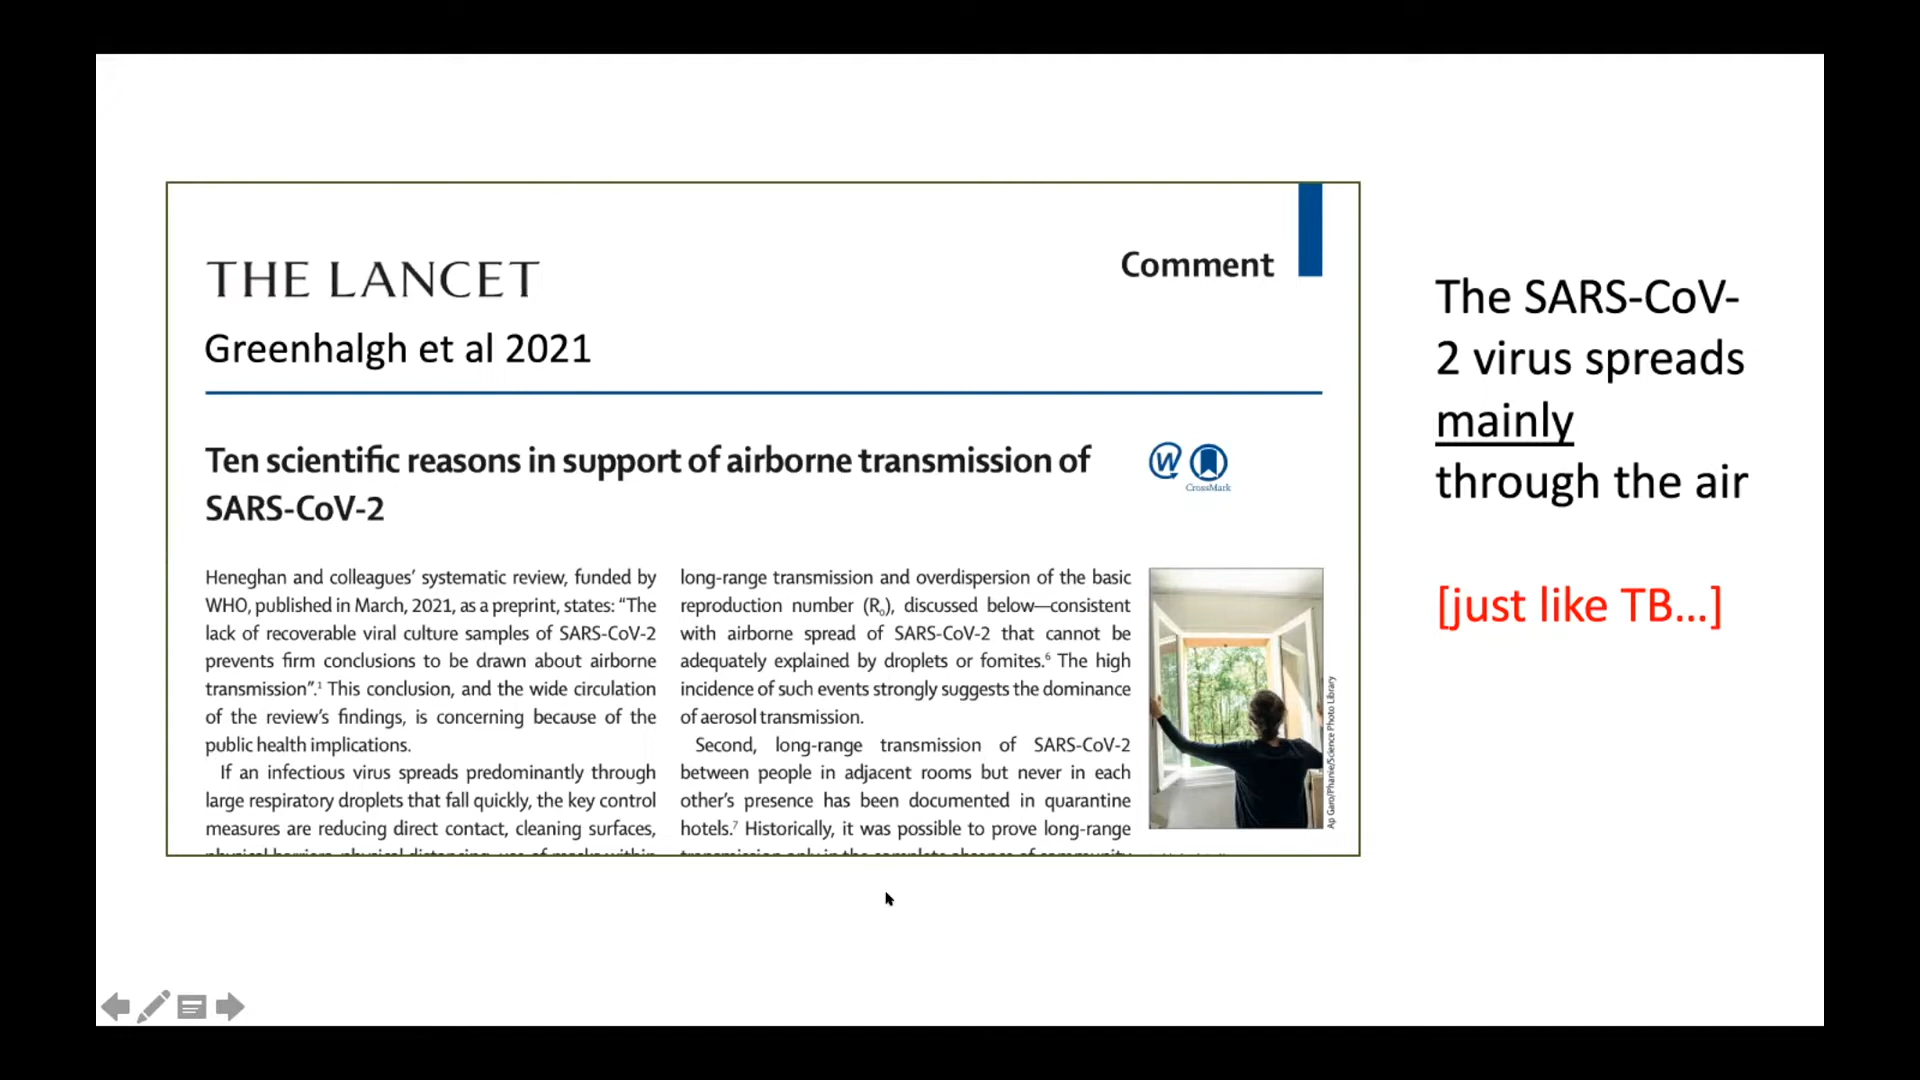 THE LANCET
Comment
Greenhalgh et al 2021
Ten scientific reasons in support of airborne transmission of
SARS-CoV-2
CrossMark
Heneghan and colleagues’ systematic review, funded by
WHO, published in March, 2021, as a preprint, states: “The
lack of recoverable viral culture samples of SARS-CoV-2
prevents firm conclusions to be drawn about airborne
transmission”.¹ This conclusion, and the wide circulation
of the review’s findings, is concerning because of the
public health implications.
If an infectious virus spreads predominantly through
large respiratory droplets that fall quickly, the key control
measures are reducing direct contact, cleaning surfaces,
long-range transmission and overdispersion of the basic
reproduction number (R₀), discussed below—consistent
with airborne spread of SARS-CoV-2 that cannot be
adequately explained by droplets or fomites.⁶ The high
incidence of such events strongly suggests the dominance
of aerosol transmission.
Second, long-range transmission of SARS-CoV-2
between people in adjacent rooms but never in each
other’s presence has been documented in quarantine
hotels.⁷ Historically, it was possible to prove long-range
Ap Garo/Phanie/Science Photo Library
The SARS-CoV-
2 virus spreads
mainly
through the air
[just like TB...]